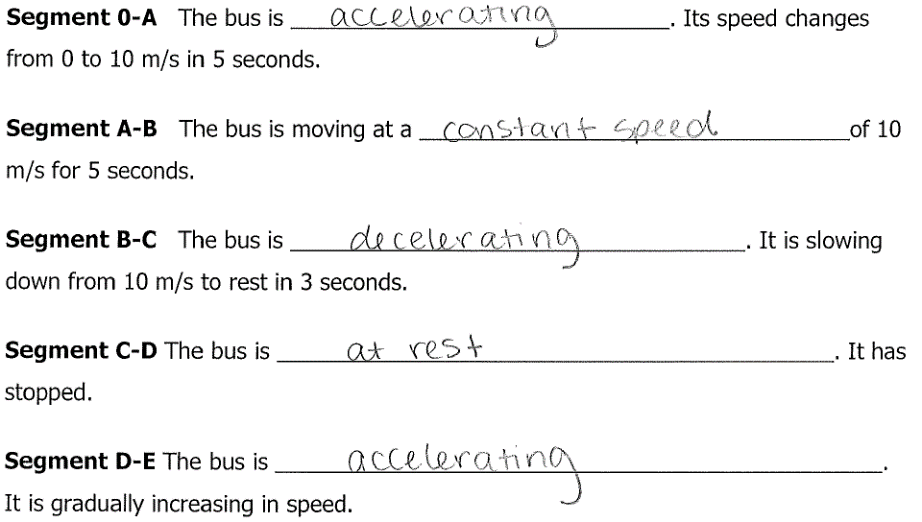 Segment 0-A The bus is accelerating. Its speed changes
from 0 to 10 m/s in 5 seconds.
Segment A-B The bus is moving at a constant speed of 10
m/s for 5 seconds.
Segment B-C The bus is decelerating. It is slowing
down from 10 m/s to rest in 3 seconds.
Segment C-D The bus is at rest. It has
stopped.
Segment D-E The bus is accelerating.
It is gradually increasing in speed.